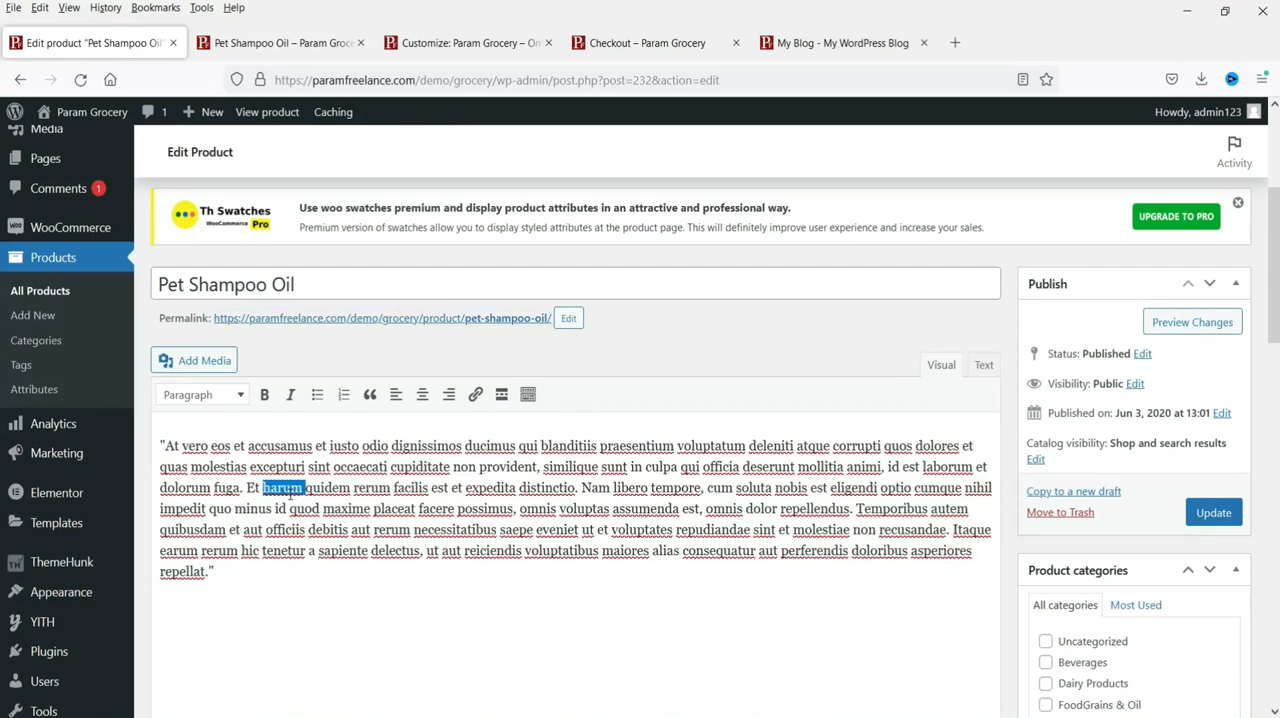 File Edit View History Bookmarks Tools Help
Edit product "Pet Shampoo Oil"
Pet Shampoo Oil – Param Groce
Customize: Param Grocery – On
Checkout – Param Grocery
My Blog - My WordPress Blog
https://paramfreelance.com/demo/grocery/wp-admin/post.php?post=232&action=edit
Param Grocery 1 New View product Caching Howdy, admin123
Media
Pages
Comments 1
WooCommerce
Products
All Products
Add New
Categories
Tags
Attributes
Analytics
Marketing
Elementor
Templates
ThemeHunk
Appearance
YITH
Plugins
Users
Tools
Edit Product
Activity
Th Swatches
WooCommerce Pro
Use woo swatches premium and display product attributes in an attractive and professional way.
Premium version of swatches allow you to display styled attributes at the product page. This will definitely improve user experience and increase your sales.
UPGRADE TO PRO
Pet Shampoo Oil
Permalink: https://paramfreelance.com/demo/grocery/product/pet-shampoo-oil/ Edit
Add Media
Visual Text
Paragraph B I
"At vero eos et accusamus et iusto odio dignissimos ducimus qui blanditiis praesentium voluptatum deleniti atque corrupti quos dolores et
quas molestias excepturi sint occaecati cupiditate non provident, similique sunt in culpa qui officia deserunt mollitia animi, id est laborum et
dolorum fuga. Et harum quidem rerum facilis est et expedita distinctio. Nam libero tempore, cum soluta nobis est eligendi optio cumque nihil
impedit quo minus id quod maxime placeat facere possimus, omnis voluptas assumenda est, omnis dolor repellendus. Temporibus autem
quibusdam et aut officiis debitis aut rerum necessitatibus saepe eveniet ut et voluptates repudiandae sint et molestiae non recusandae. Itaque
earum rerum hic tenetur a sapiente delectus, ut aut reiciendis voluptatibus maiores alias consequatur aut perferendis doloribus asperiores
repellat."
Publish
Preview Changes
Status: Published Edit
Visibility: Public Edit
Published on: Jun 3, 2020 at 13:01 Edit
Catalog visibility: Shop and search results
Edit
Copy to a new draft
Move to Trash
Update
Product categories
All categories Most Used
Uncategorized
Beverages
Dairy Products
FoodGrains & Oil